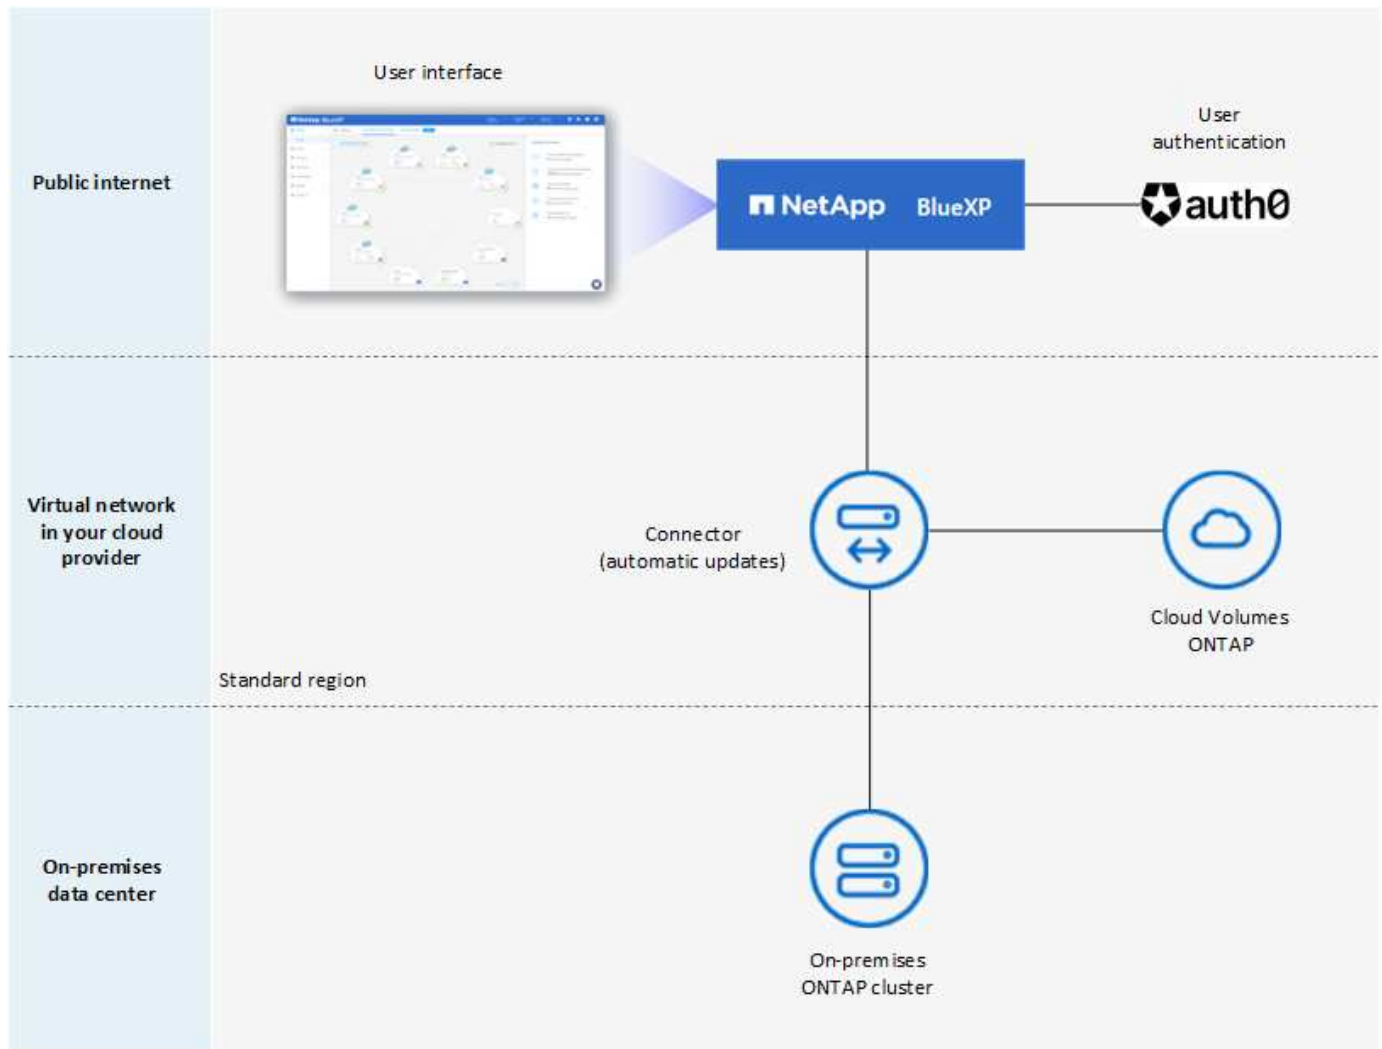 User interface
User
authentication
Public internet
NetApp BlueXP
auth0
Virtual network
in your cloud
provider
Connector
(automatic updates)
Cloud Volumes
ONTAP
Standard region
On-premises
data center
On-premises
ONTAP cluster